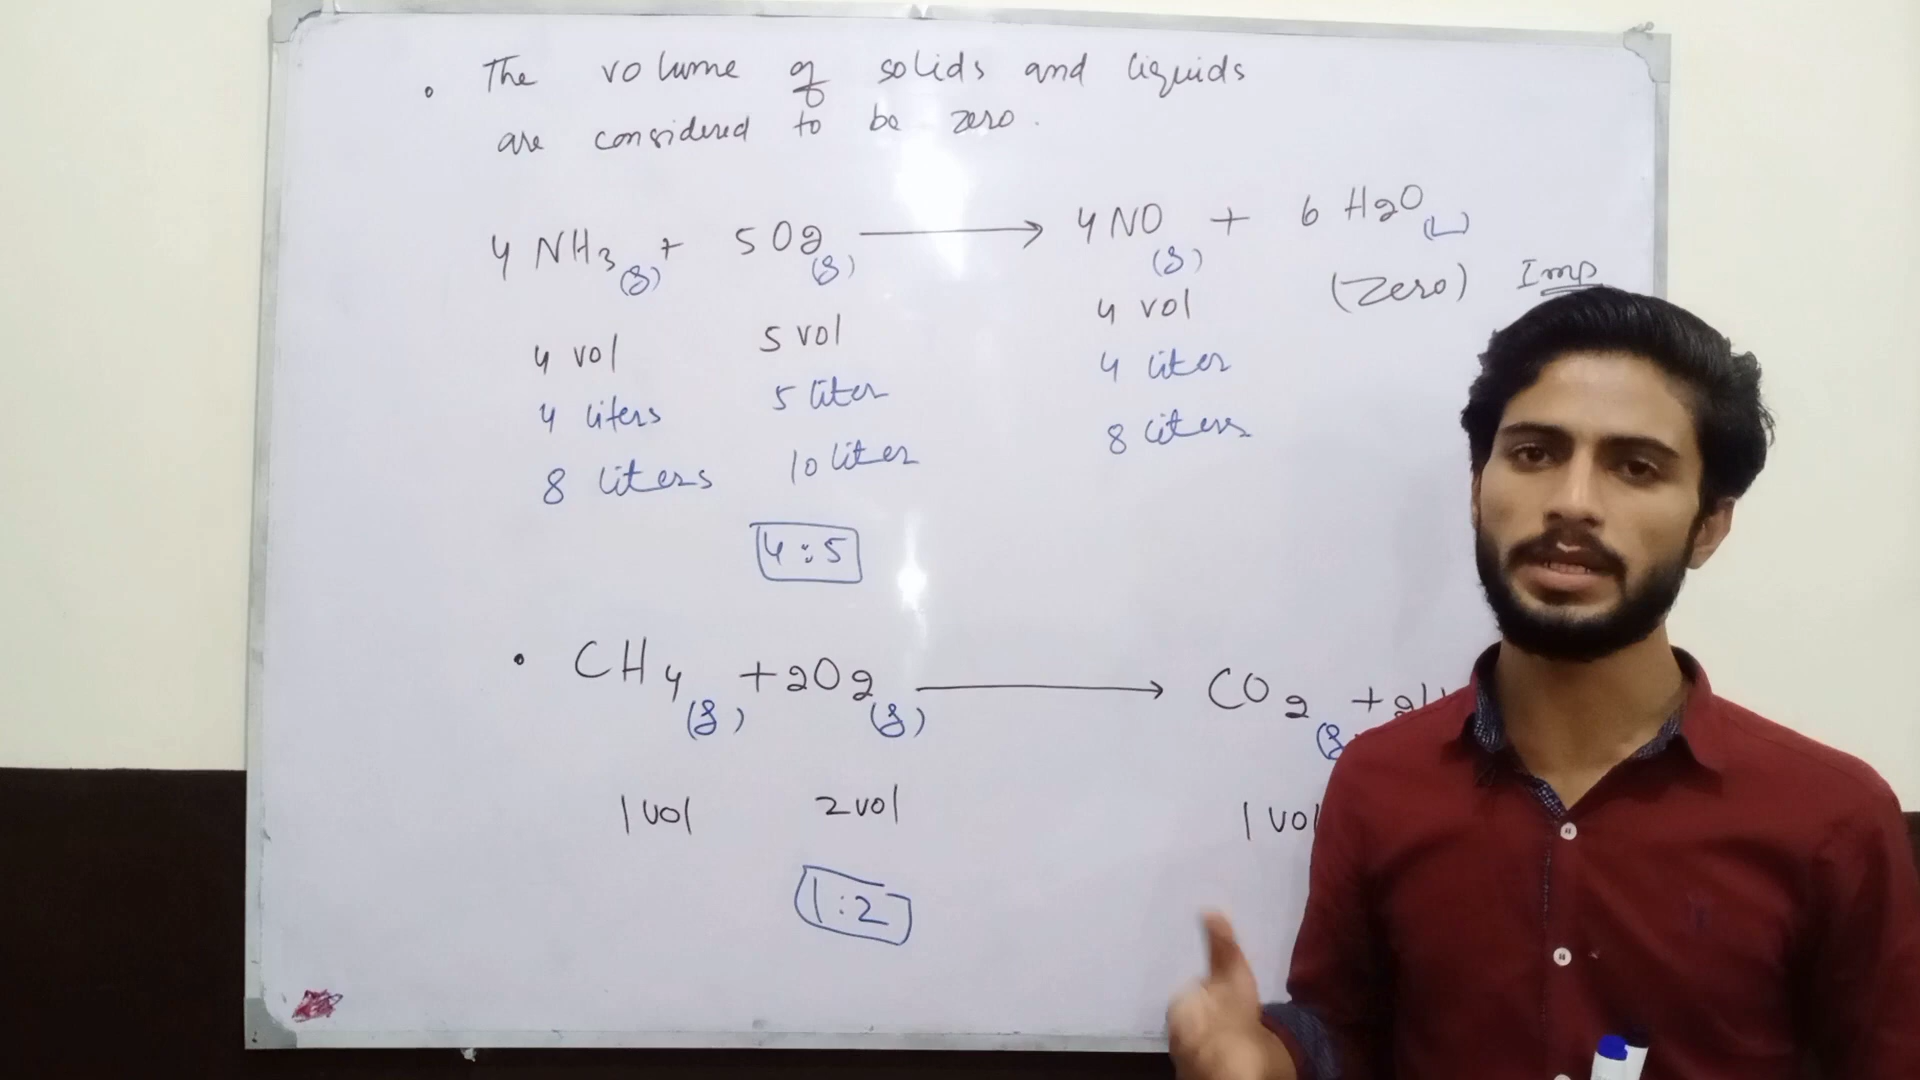 • The volume of solids and liquids
are considered to be zero.
4 NH3(g) + 5O2(g) → 4NO(g) + 6 H2O(L)
(Zero) Imp
4 vol 5 vol 4 vol
4 liters 5 liter 4 liter
8 liters 10 liter 8 liters
4:5
• CH4(g) + 2O2(g) → CO2(g) + 2
1 vol 2 vol 1 vol
1:2